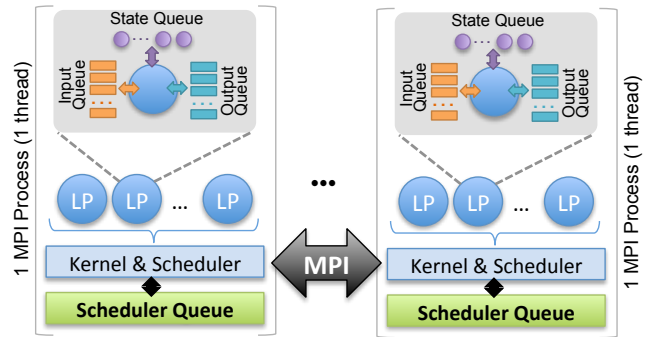 State Queue
Input Queue
Output Queue
LP
LP
...
LP
Kernel & Scheduler
Scheduler Queue
1 MPI Process (1 thread)
...
MPI
State Queue
Input Queue
Output Queue
LP
LP
...
LP
Kernel & Scheduler
Scheduler Queue
1 MPI Process (1 thread)